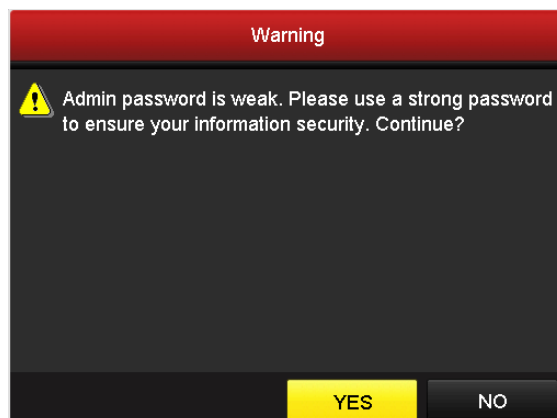 Warning
Admin password is weak. Please use a strong password
to ensure your information security. Continue?
YES
NO